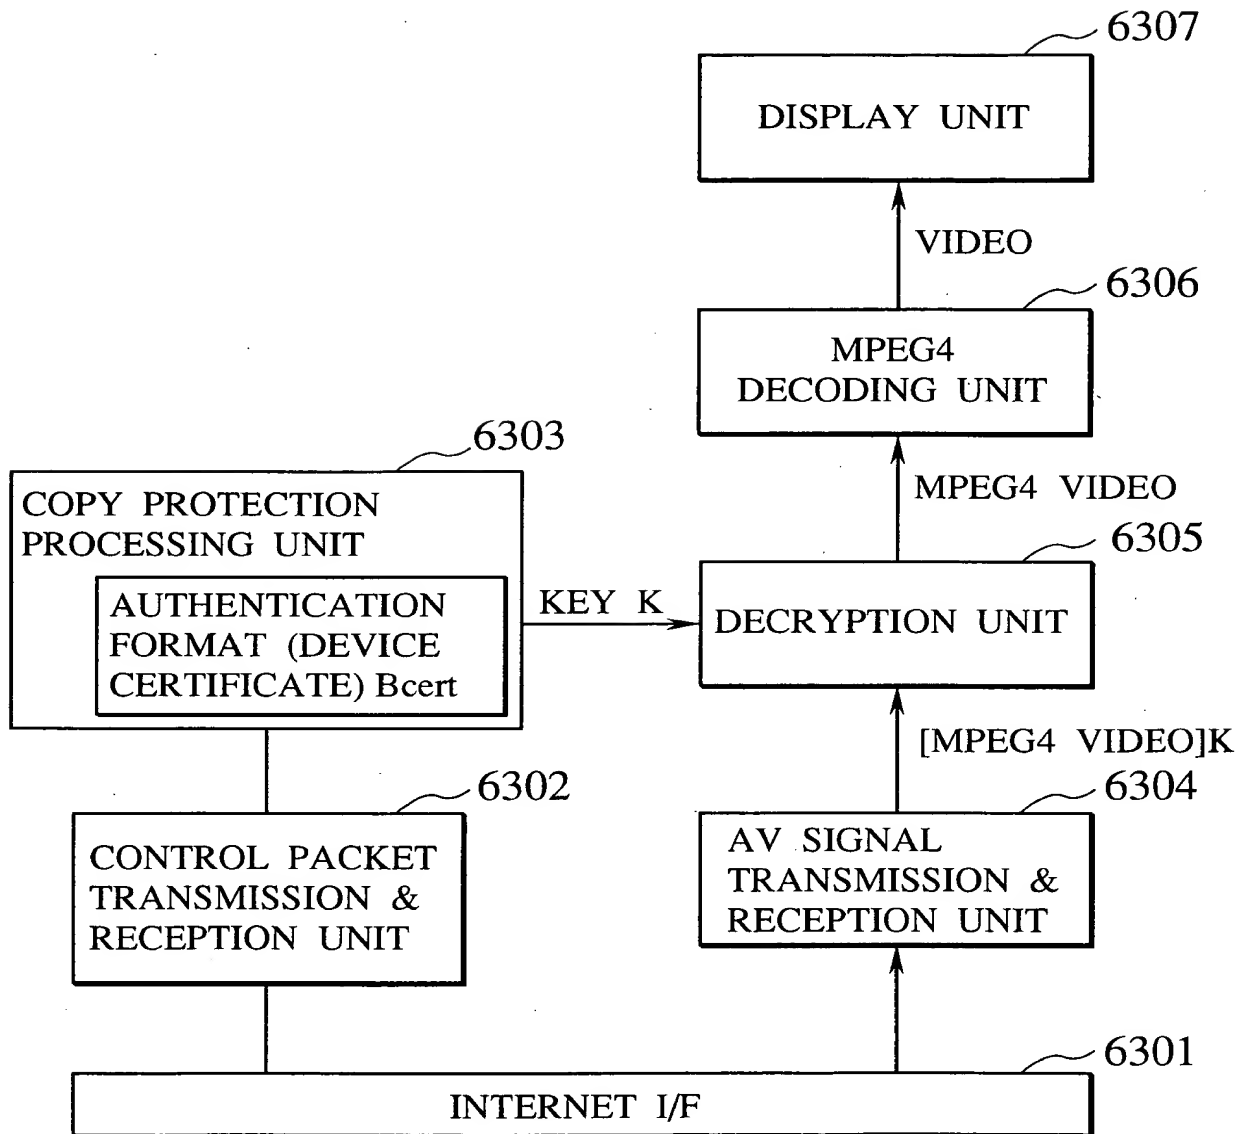 6307
DISPLAY UNIT
VIDEO
6306
MPEG4
DECODING UNIT
MPEG4 VIDEO
6303
COPY PROTECTION
PROCESSING UNIT
AUTHENTICATION
FORMAT (DEVICE
CERTIFICATE) Bcert
KEY K
6305
DECRYPTION UNIT
[MPEG4 VIDEO]K
6302
CONTROL PACKET
TRANSMISSION &
RECEPTION UNIT
6304
AV SIGNAL
TRANSMISSION &
RECEPTION UNIT
6301
INTERNET I/F